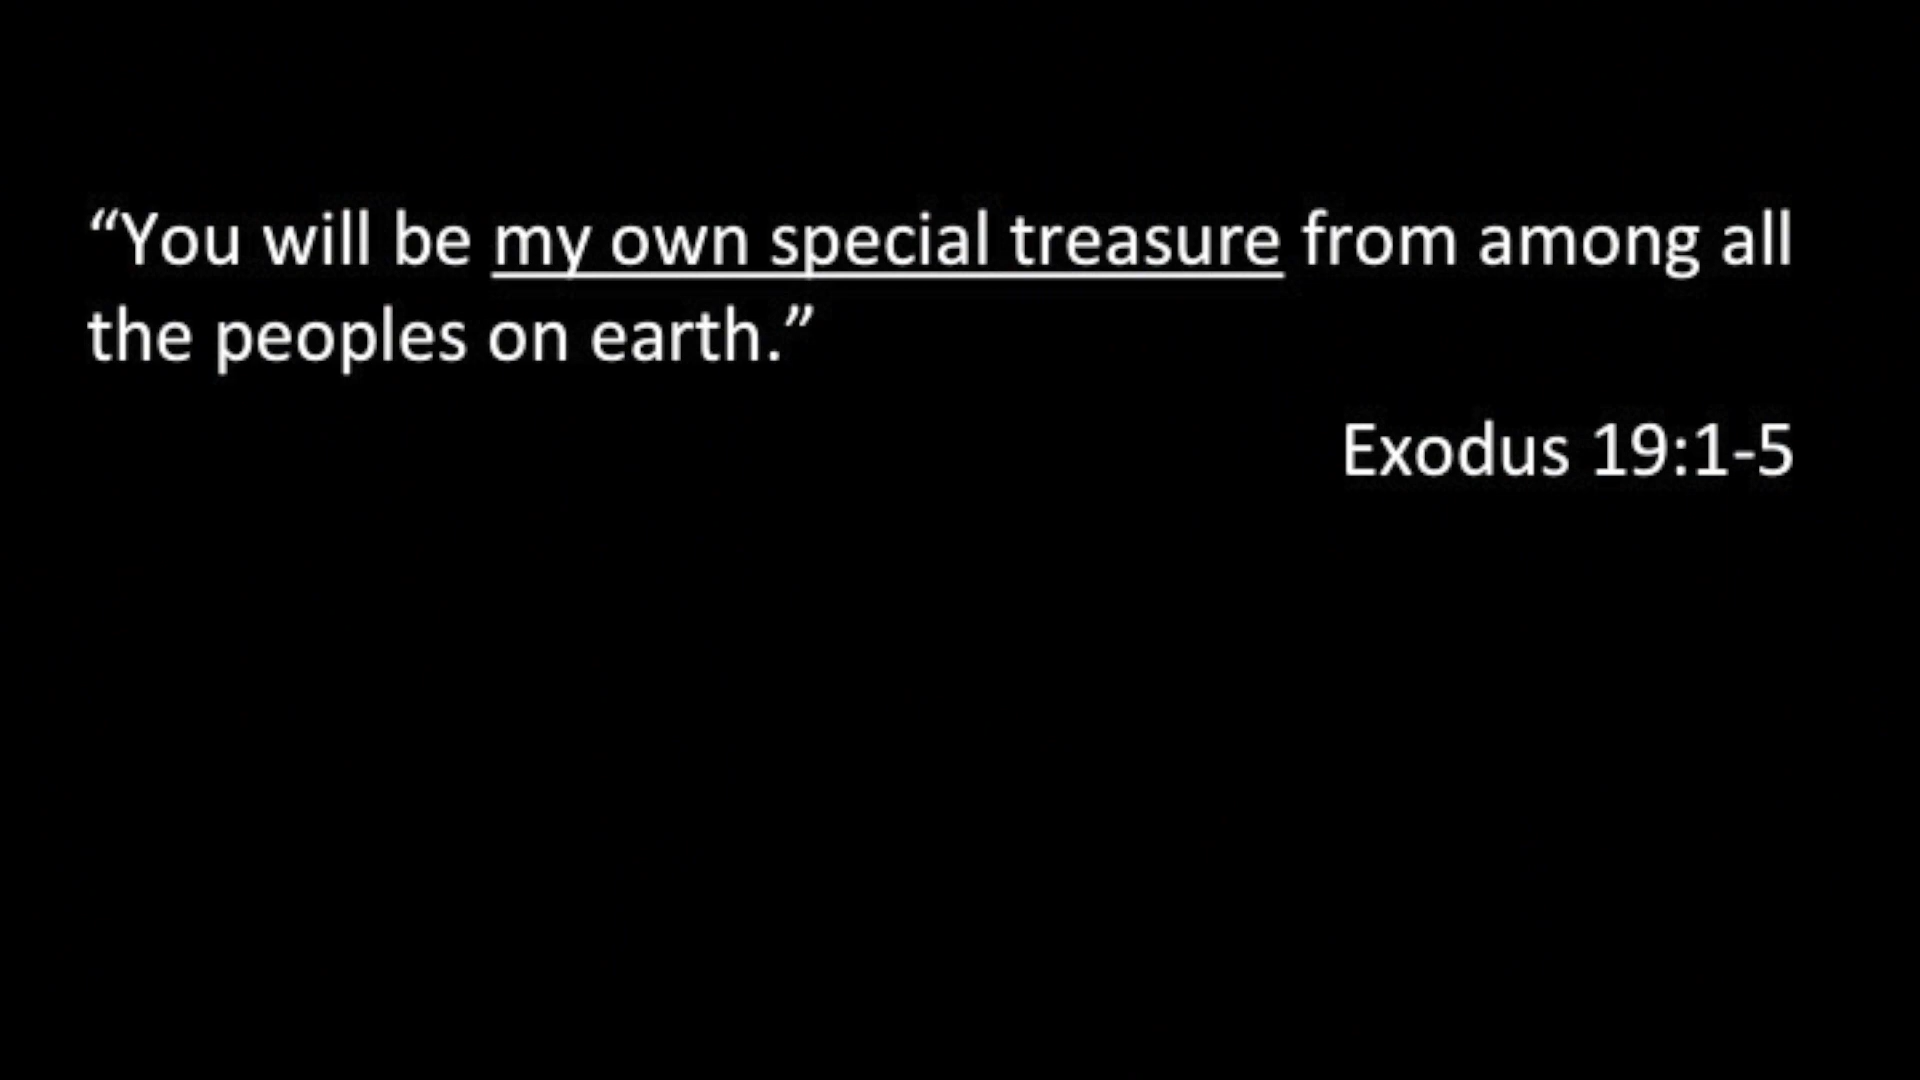 “You will be my own special treasure from among all
the peoples on earth.”
Exodus 19:1-5